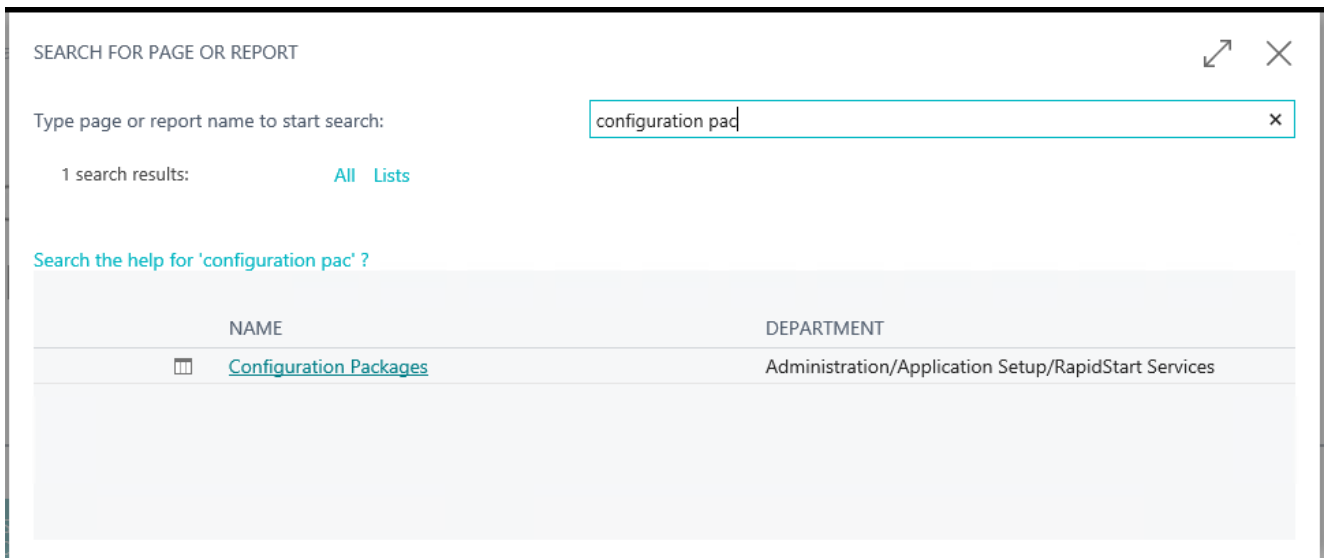 SEARCH FOR PAGE OR REPORT
Type page or report name to start search: configuration pac
1 search results: All Lists
Search the help for 'configuration pac' ?
NAME DEPARTMENT
Configuration Packages Administration/Application Setup/RapidStart Services